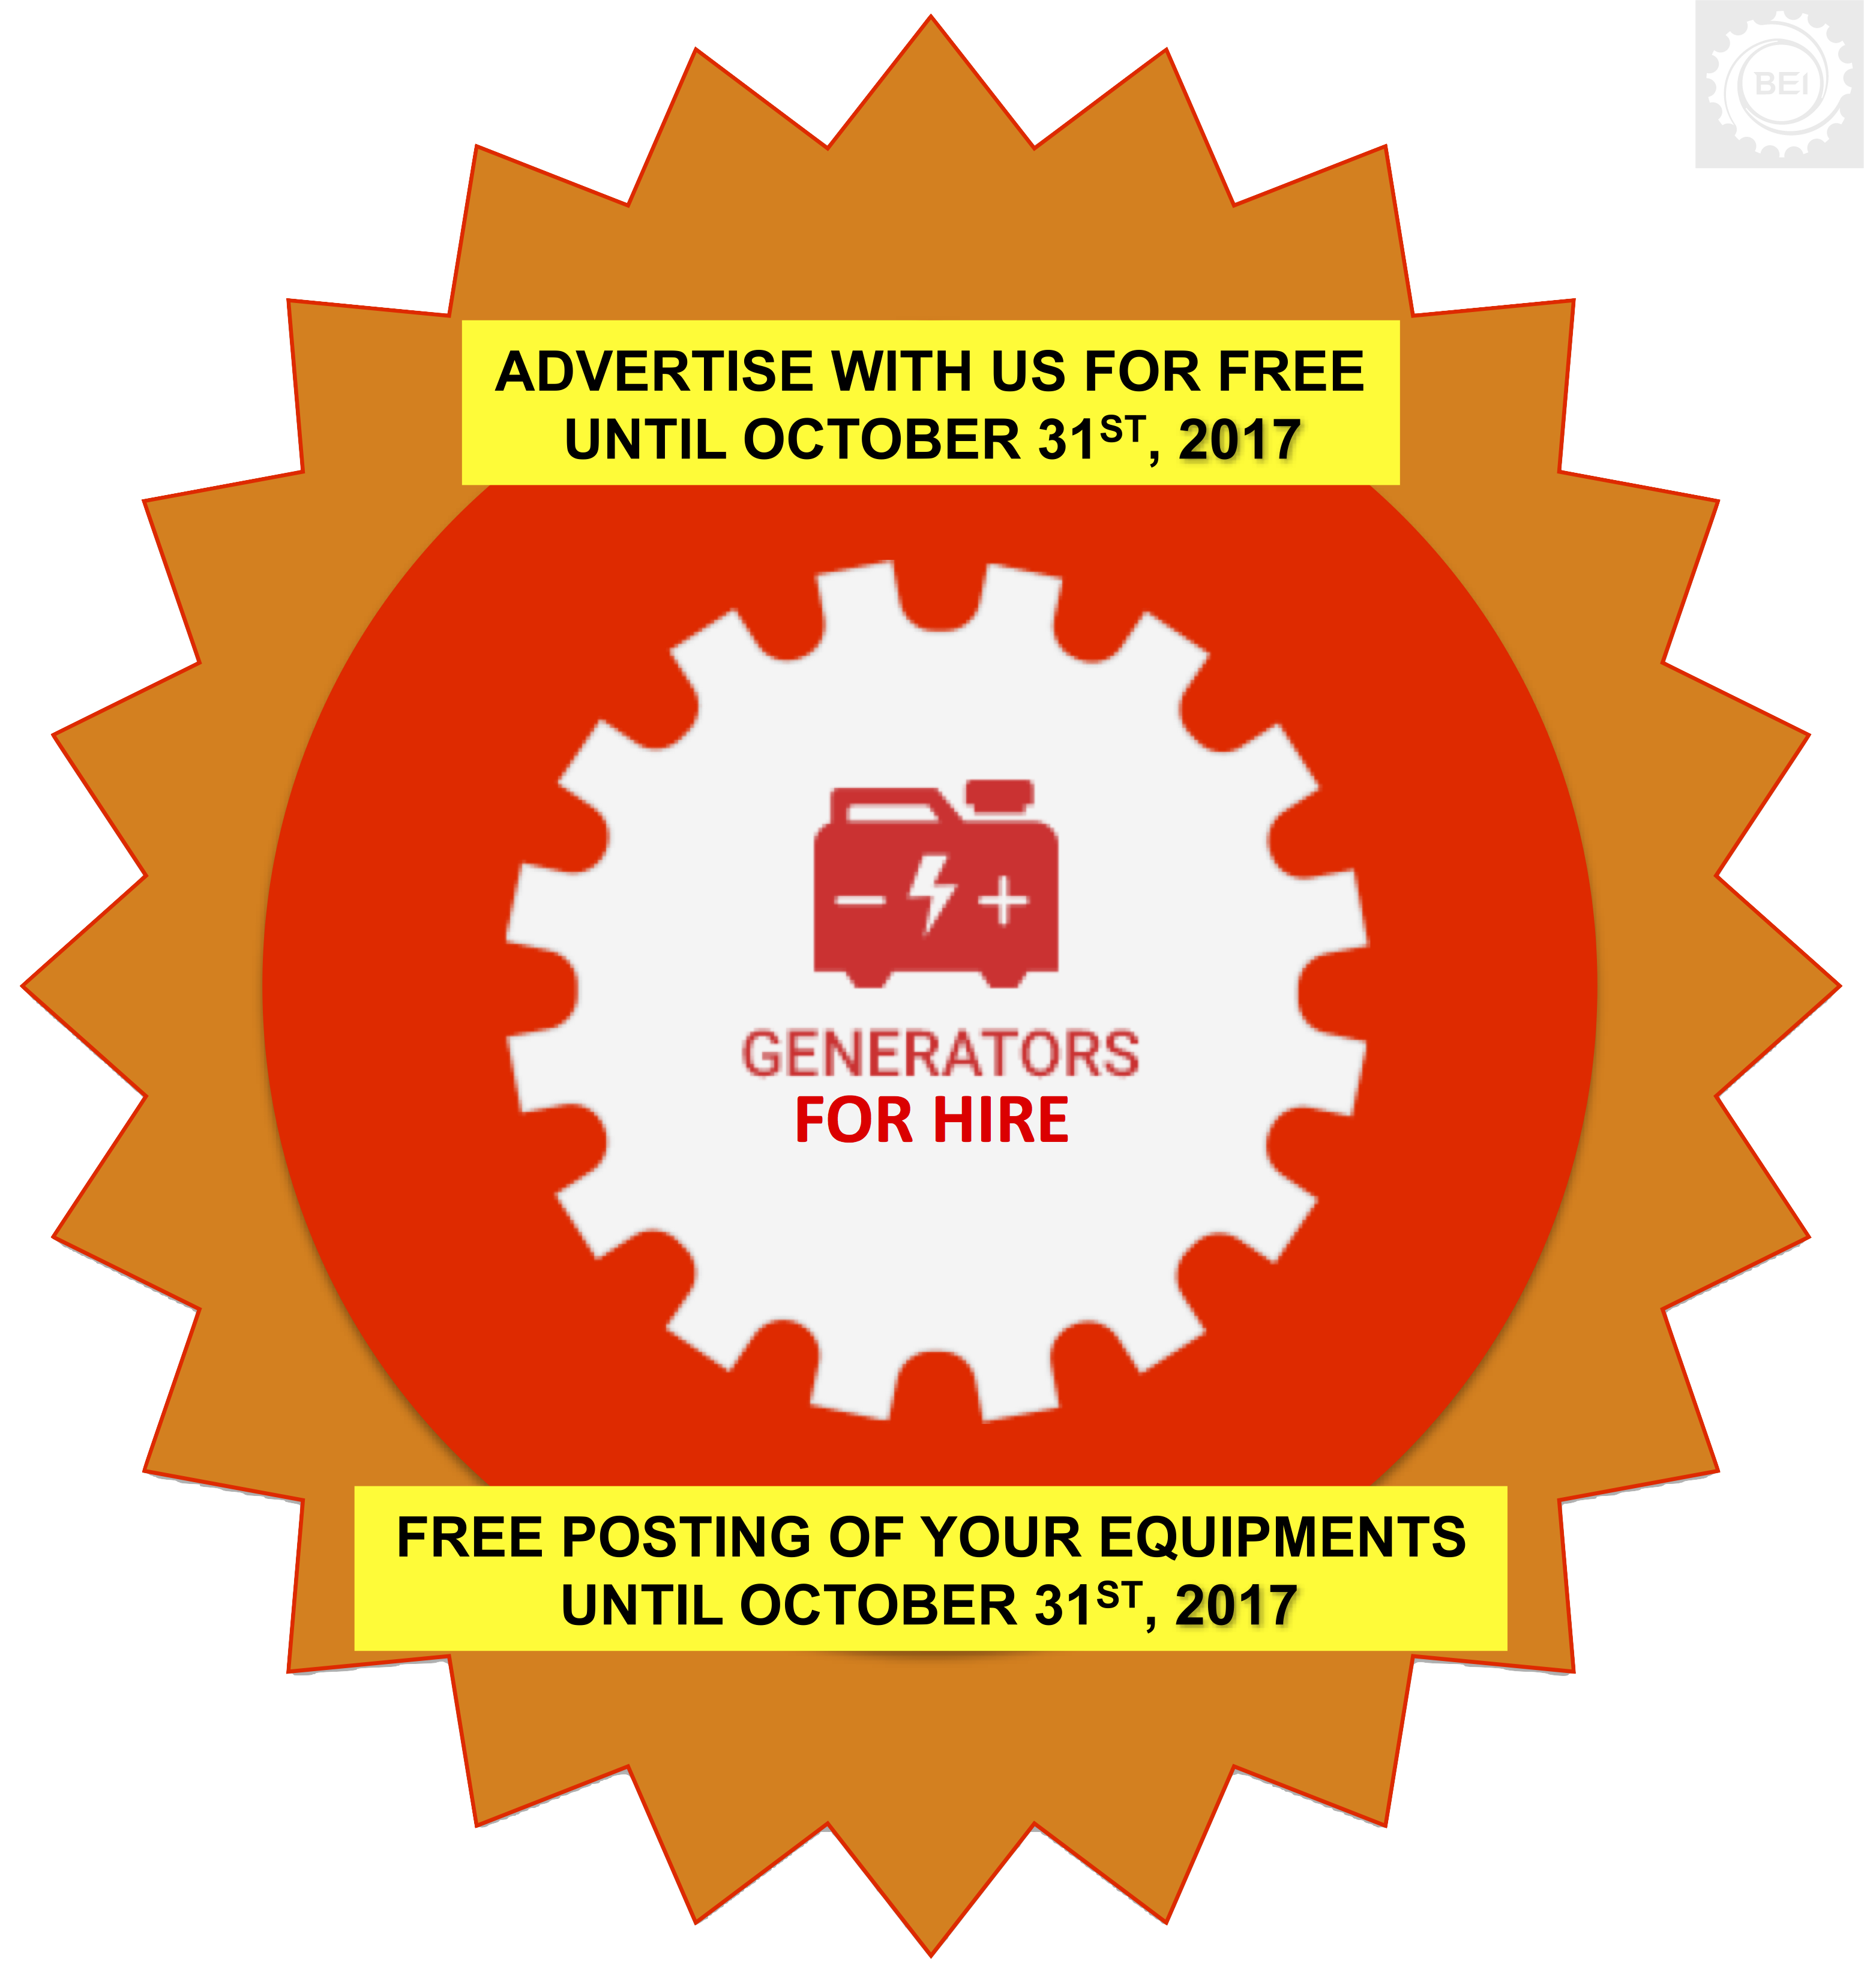 BEI
ADVERTISE WITH US FOR FREE
UNTIL OCTOBER 31ST, 2017
GENERATORS
FOR HIRE
FREE POSTING OF YOUR EQUIPMENTS
UNTIL OCTOBER 31ST, 2017